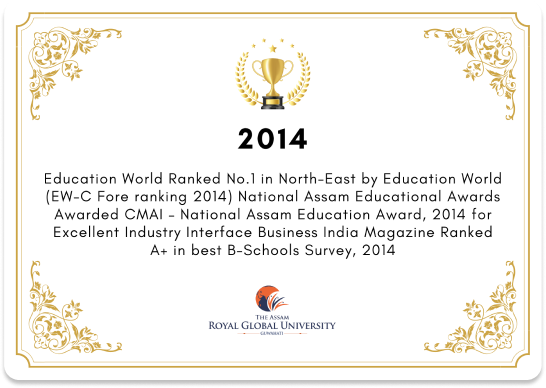 2014
Education World Ranked No.1 in North-East by Education World
(EW-C Fore ranking 2014) National Assam Educational Awards
Awarded CMAI – National Assam Education Award, 2014 for
Excellent Industry Interface Business India Magazine Ranked
A+ in best B-Schools Survey, 2014
THE ASSAM
ROYAL GLOBAL UNIVERSITY
GUWAHATI